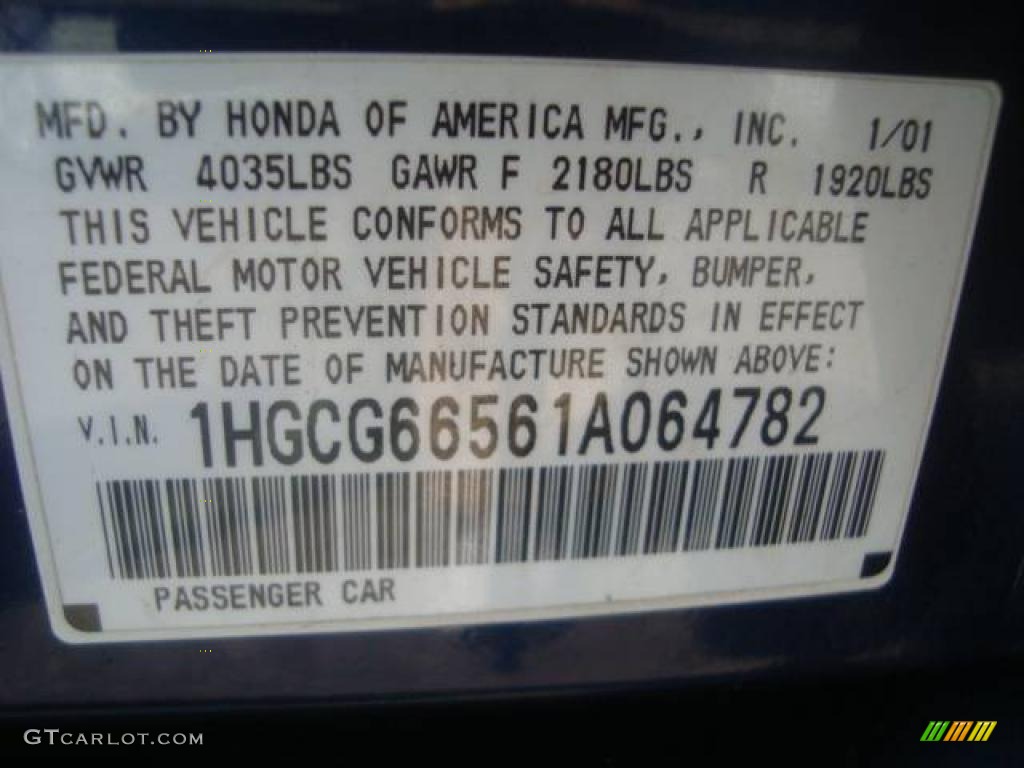 MFD. BY HONDA OF AMERICA MFG., INC. 1/01
GVWR 4035LBS GAWR F 2180LBS R 1920LBS
THIS VEHICLE CONFORMS TO ALL APPLICABLE
FEDERAL MOTOR VEHICLE SAFETY, BUMPER,
AND THEFT PREVENTION STANDARDS IN EFFECT
ON THE DATE OF MANUFACTURE SHOWN ABOVE:
V.I.N. 1HGCG66561A064782
PASSENGER CAR
GTCARLOT.COM